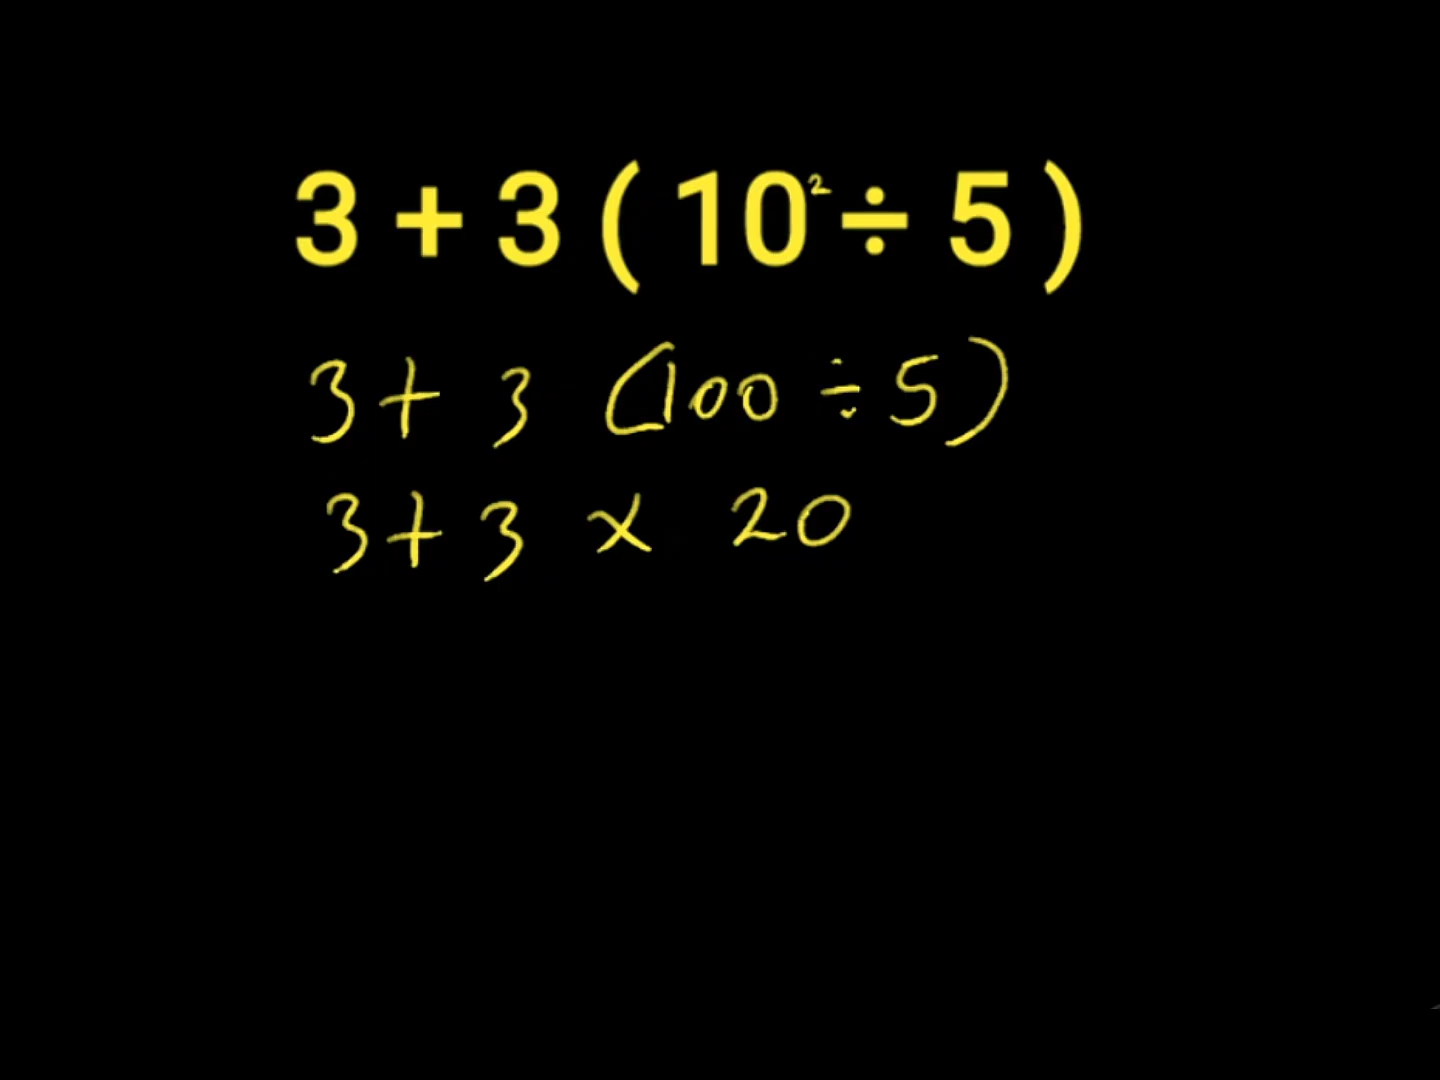 3 + 3 ( 10² ÷ 5 )
3 + 3 (100 ÷ 5)
3 + 3 × 20